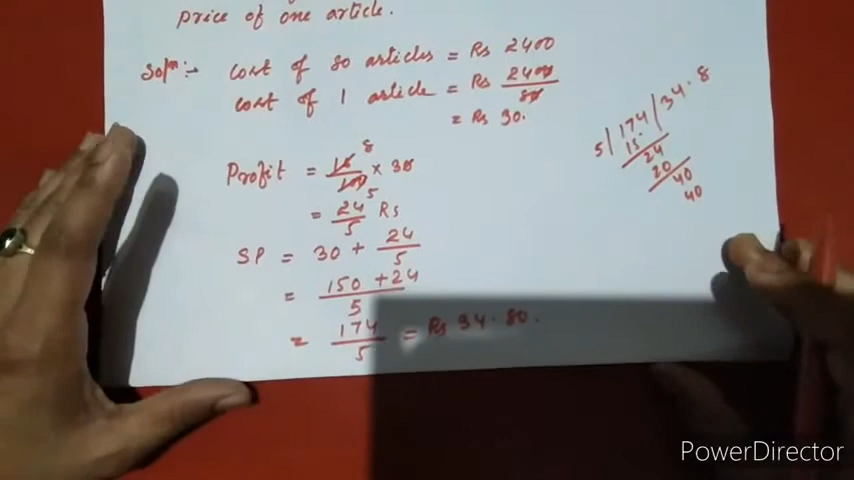 price of one article.
Solⁿ:- cost of 80 articles = Rs 2400
cost of 1 article = Rs 2400/80
= Rs 30.
Profit = 16/100 × 30
8
5
= 24/5 Rs
SP = 30 + 24/5
= 150 + 24/5
= 174/5 = Rs 34.80.
5/174/34.8
15
24
20
40
40
PowerDirector